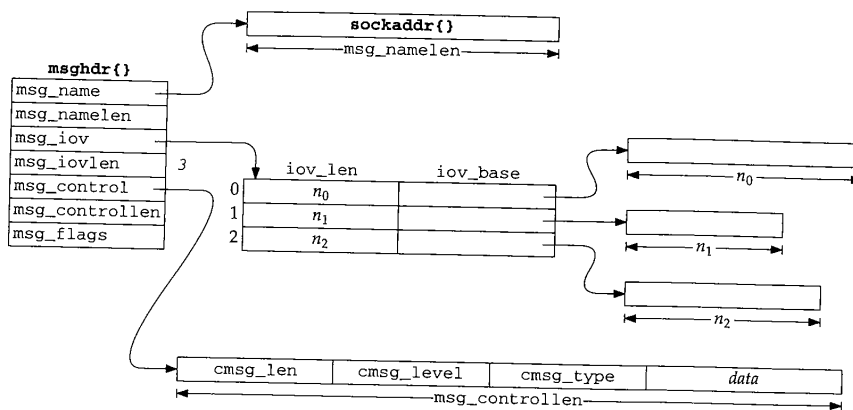 sockaddr{}
msg_namelen
msghdr{}
msg_name
msg_namelen
msg_iov
msg_iovlen 3
msg_control
msg_controllen
msg_flags
iov_len iov_base
0 n0
1 n1
2 n2
n0
n1
n2
cmsg_len cmsg_level cmsg_type data
msg_controllen